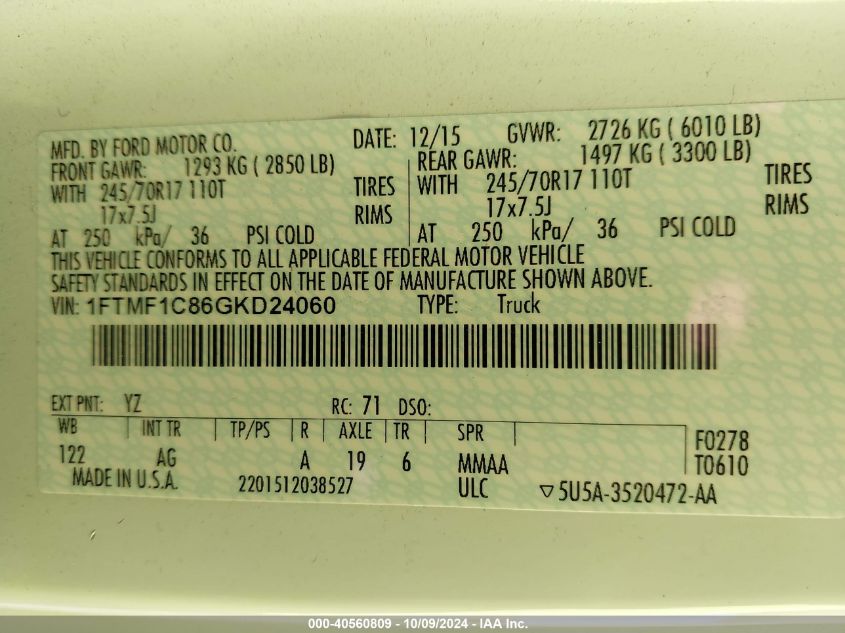 MFD. BY FORD MOTOR CO. DATE: 12/15 GVWR: 2726 KG ( 6010 LB)
FRONT GAWR: 1293 KG ( 2850 LB) REAR GAWR: 1497 KG ( 3300 LB)
WITH 245/70R17 110T TIRES WITH 245/70R17 110T TIRES
17x7.5J RIMS 17x7.5J RIMS
AT 250 kPa/ 36 PSI COLD AT 250 kPa/ 36 PSI COLD
THIS VEHICLE CONFORMS TO ALL APPLICABLE FEDERAL MOTOR VEHICLE
SAFETY STANDARDS IN EFFECT ON THE DATE OF MANUFACTURE SHOWN ABOVE.
VIN: 1FTMF1C86GKD24060 TYPE: Truck
EXT PNT: YZ RC: 71 DSO:
WB INT TR TP/PS R AXLE TR SPR F0278
122 AG A 19 6 MMAA T0610
MADE IN U.S.A. 2201512038527 ULC ▽5U5A-3520472-AA
000-40560809 - 10/09/2024 - IAA Inc.